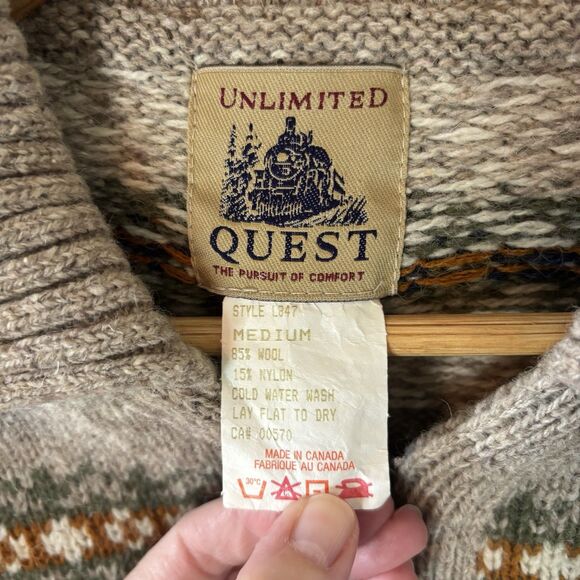 UNLIMITED
QUEST
THE PURSUIT OF COMFORT
STYLE L847
MEDIUM
85% WOOL
15% NYLON
COLD WATER WASH
LAY FLAT TO DRY
CA# 00570
MADE IN CANADA
FABRIQUE AU CANADA
30°C